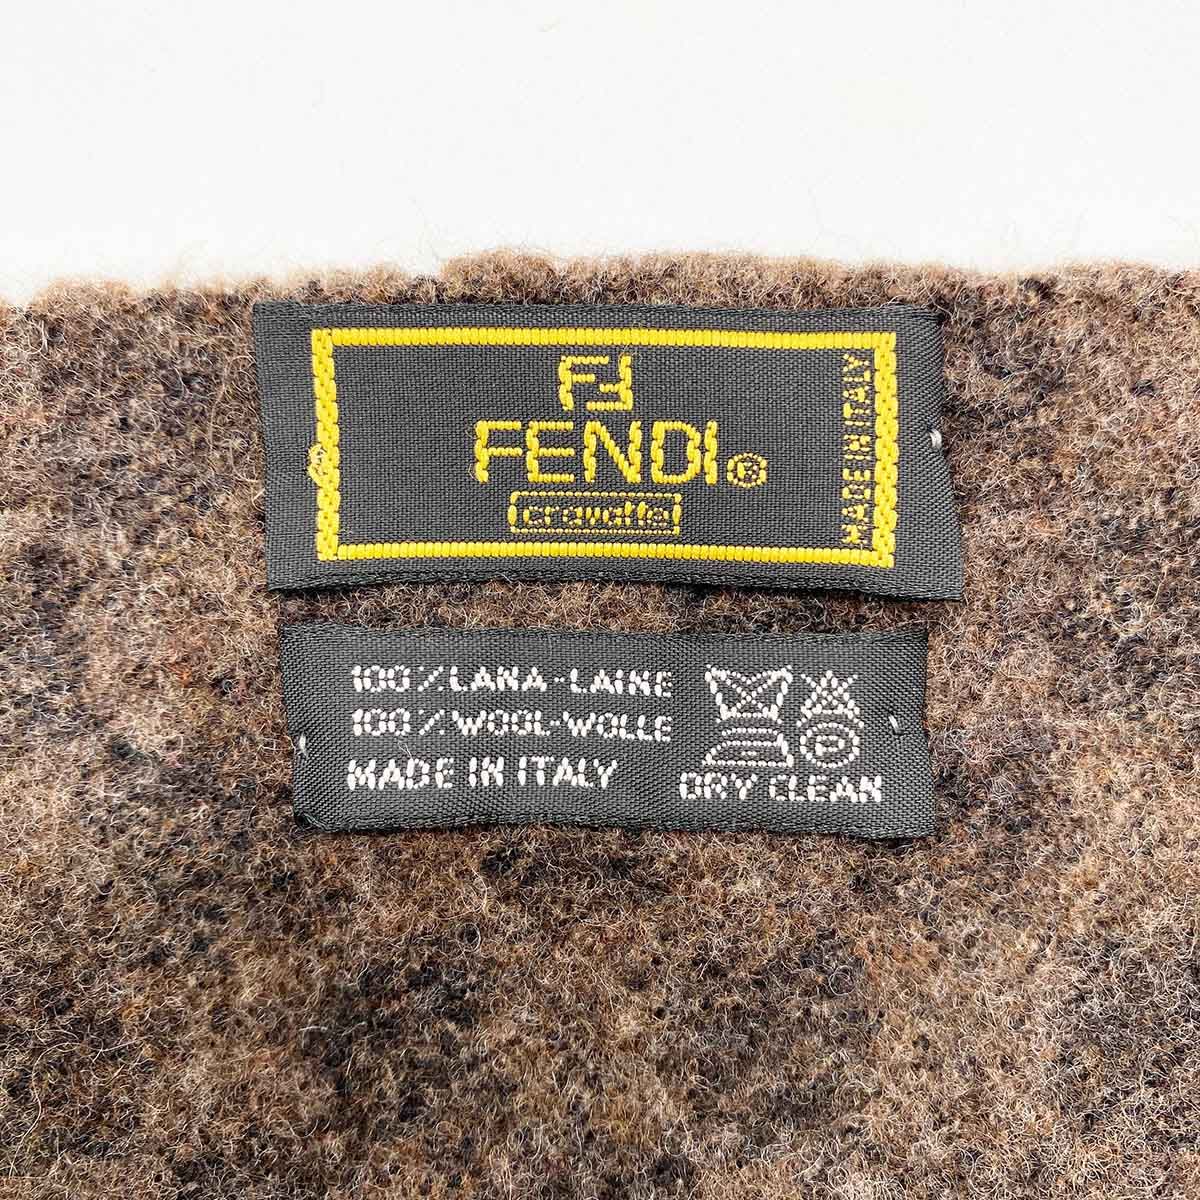 FF
FENDI®
cravatte
MADE IN ITALY
100% LANA-LAINE
100% WOOL-WOLLE
MADE IN ITALY
P
DRY CLEAN